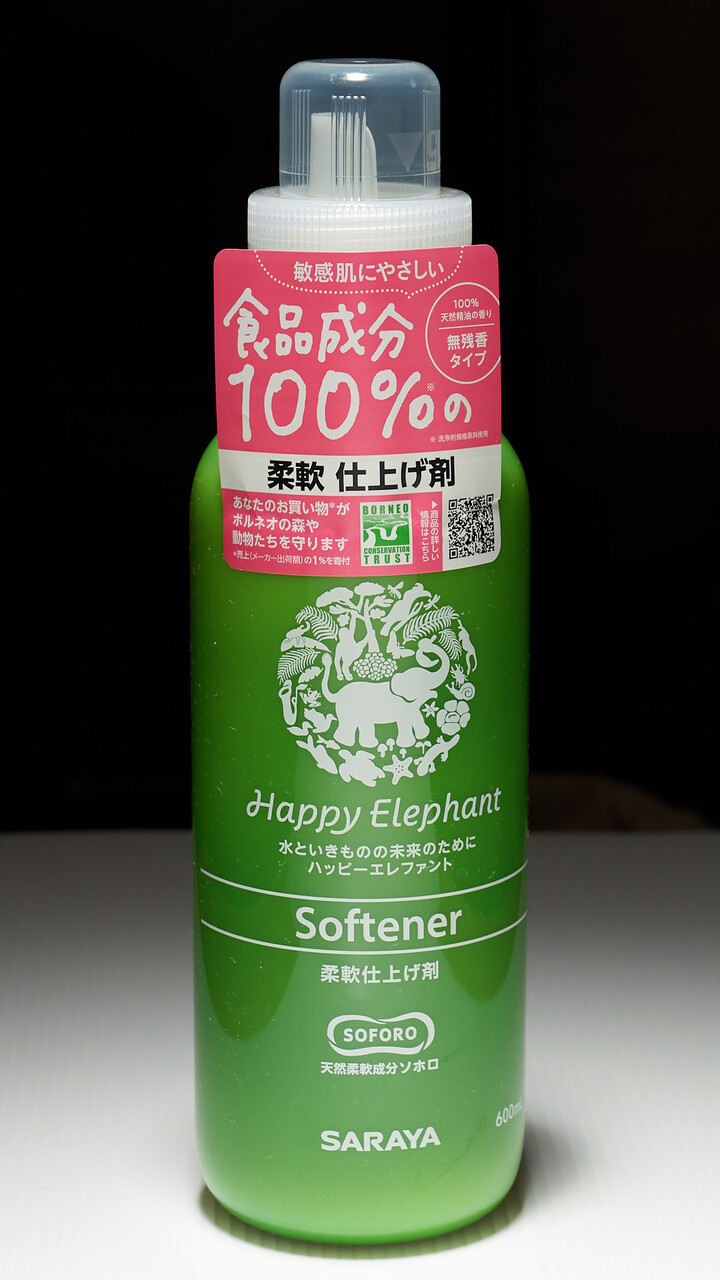 敏感肌にやさしい
食品成分
100%※の
100%
天然精油の香り
無残香
タイプ
※ 洗浄剤規格原料使用
柔軟 仕上げ剤
あなたのお買い物※が
ボルネオの森や
動物たちを守ります
※売上(メーカー出荷額)の1%を寄付
BORNEO
CONSERVATION
TRUST
▶商品の詳しい
情報はこちら
Happy Elephant
水といきものの未来のために
ハッピーエレファント
Softener
柔軟仕上げ剤
SOFORO
天然柔軟成分ソホロ
600mL
SARAYA